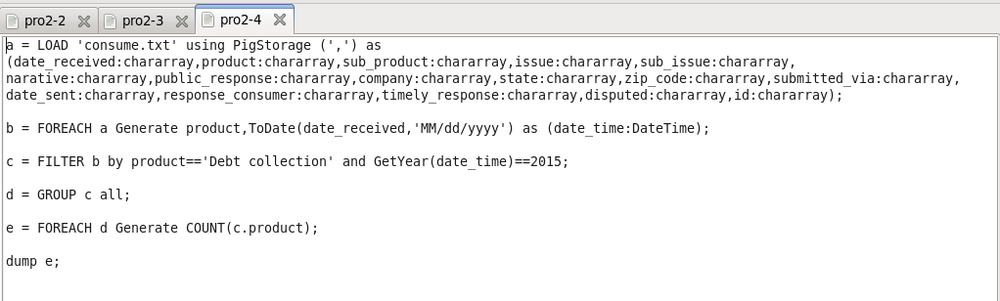 pro2-2
pro2-3
pro2-4
a = LOAD 'consume.txt' using PigStorage (',') as
(date_received:chararray,product:chararray,sub_product:chararray,issue:chararray,sub_issue:chararray,
narative:chararray,public_response:chararray,company:chararray,state:chararray,zip_code:chararray,submitted_via:chararray,
date_sent:chararray,response_consumer:chararray,timely_response:chararray,disputed:chararray,id:chararray);
b = FOREACH a Generate product,ToDate(date_received,'MM/dd/yyyy') as (date_time:DateTime);
c = FILTER b by product=='Debt collection' and GetYear(date_time)==2015;
d = GROUP c all;
e = FOREACH d Generate COUNT(c.product);
dump e;